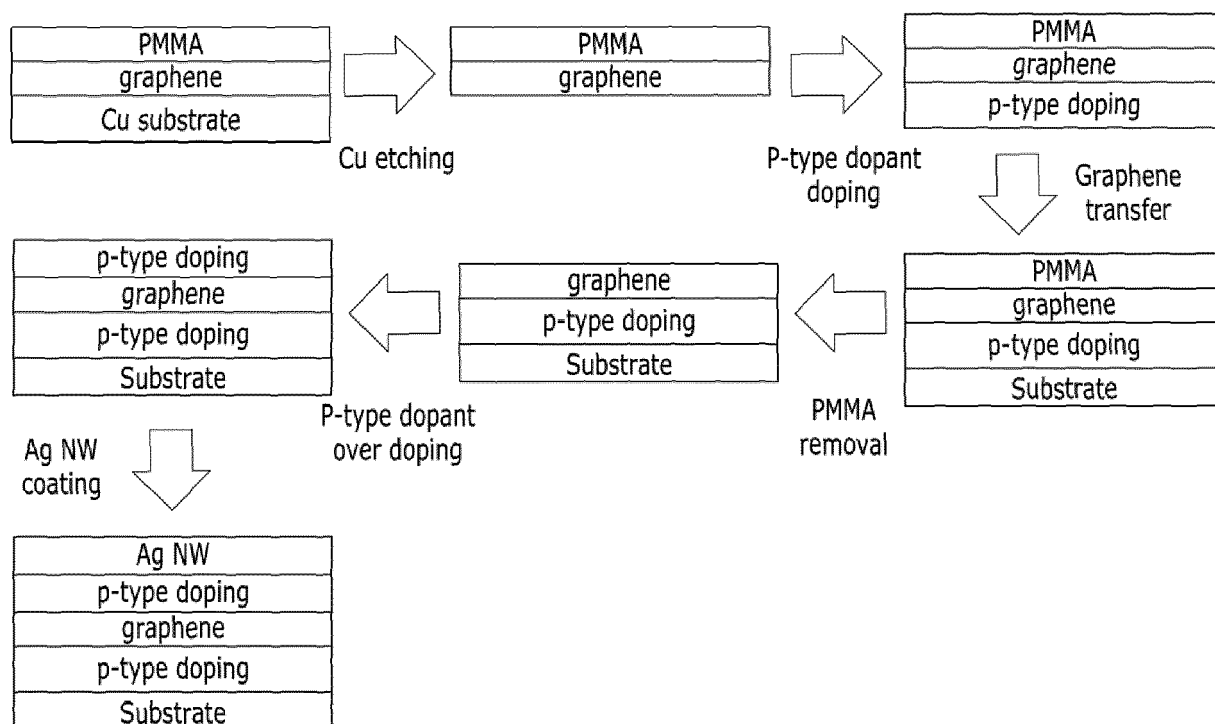 PMMA
graphene
Cu substrate
Cu etching
PMMA
graphene
P-type dopant
doping
PMMA
graphene
p-type doping
Graphene
transfer
PMMA
graphene
p-type doping
Substrate
PMMA
removal
graphene
p-type doping
Substrate
P-type dopant
over doping
p-type doping
graphene
p-type doping
Substrate
Ag NW
coating
Ag NW
p-type doping
graphene
p-type doping
Substrate